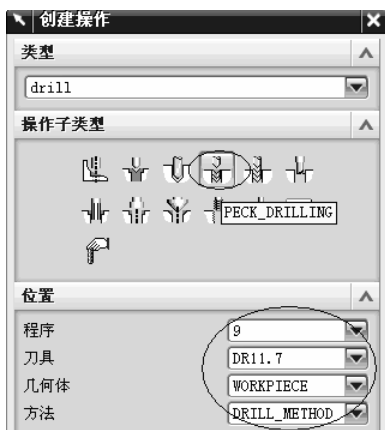 创建操作
类型
drill
操作子类型
PECK_DRILLING
位置
程序 9
刀具 DR11.7
几何体 WORKPIECE
方法 DRILL_METHOD